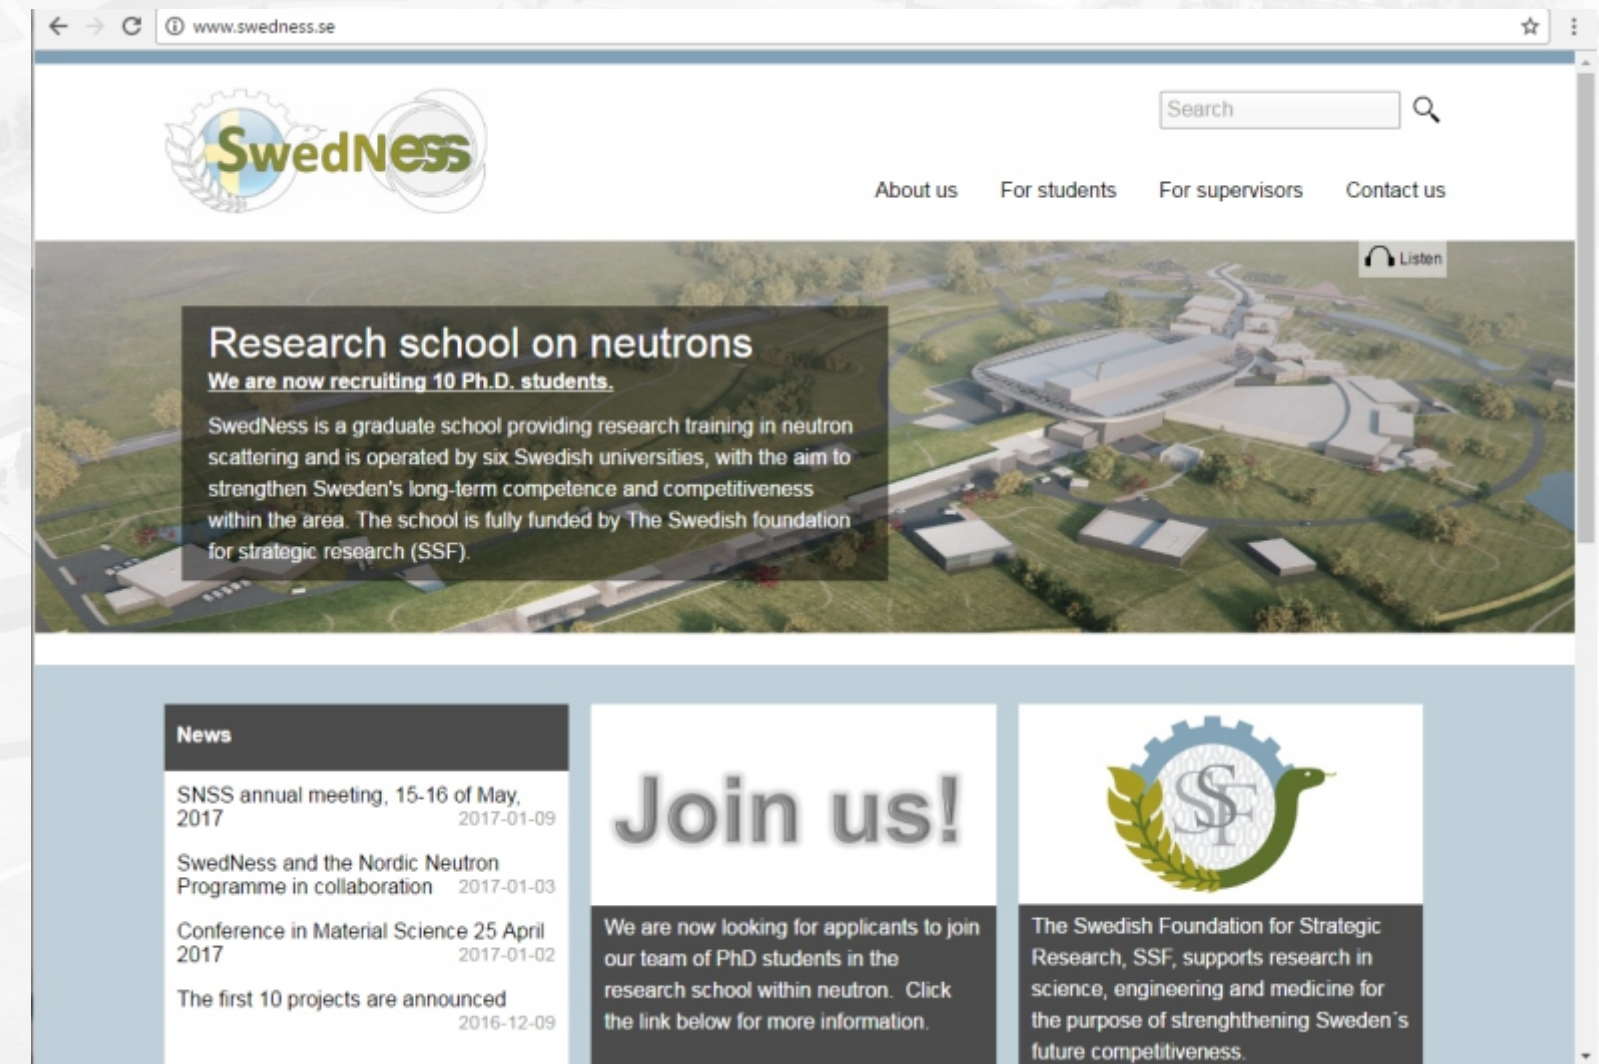 www.swedness.se
SwedNess
Search
About us For students For supervisors Contact us
Listen
Research school on neutrons
We are now recruiting 10 Ph.D. students.
SwedNess is a graduate school providing research training in neutron
scattering and is operated by six Swedish universities, with the aim to
strengthen Sweden's long-term competence and competitiveness
within the area. The school is fully funded by The Swedish foundation
for strategic research (SSF).
News
SNSS annual meeting, 15-16 of May,
2017 2017-01-09
SwedNess and the Nordic Neutron
Programme in collaboration 2017-01-03
Conference in Material Science 25 April
2017 2017-01-02
The first 10 projects are announced
2016-12-09
Join us!
We are now looking for applicants to join
our team of PhD students in the
research school within neutron. Click
the link below for more information.
SSF
The Swedish Foundation for Strategic
Research, SSF, supports research in
science, engineering and medicine for
the purpose of strenghthening Sweden´s
future competitiveness.